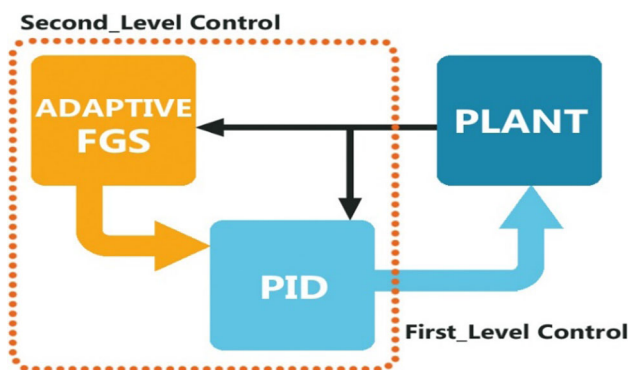 Second_Level Control
ADAPTIVE
FGS
PLANT
PID
First_Level Control